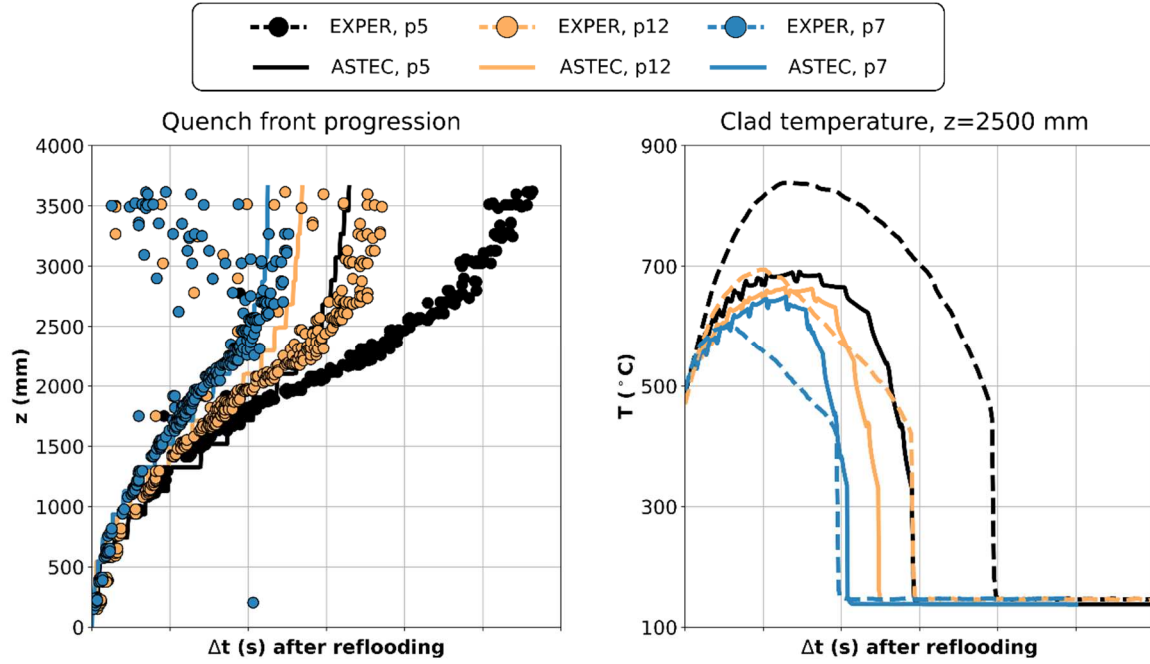 EXPER, p5 EXPER, p12 EXPER, p7
ASTEC, p5 ASTEC, p12 ASTEC, p7
Quench front progression
4000
3500
3000
2500
2000
1500
1000
500
0
z (mm)
Δt (s) after reflooding
Clad temperature, z=2500 mm
900
700
500
300
100
T (°C)
Δt (s) after reflooding